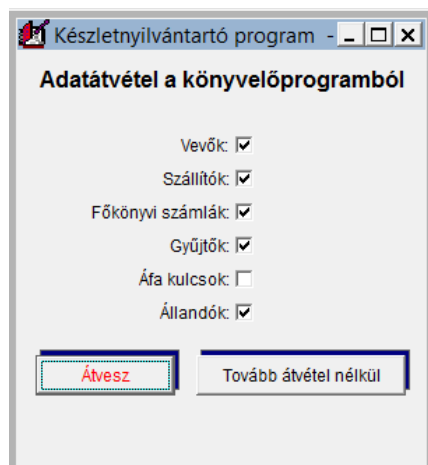 Készletnyilvántartó program -
Adatátvétel a könyvelőprogramból
Vevők:
Szállítók:
Főkönyvi számlák:
Gyűjtők:
Áfa kulcsok:
Állandók:
Átvesz
Tovább átvétel nélkül